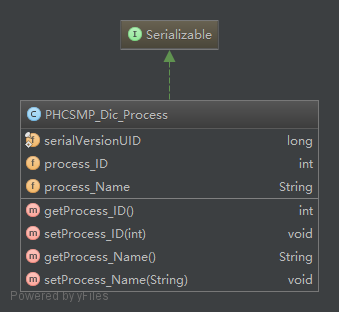 I Serializable
C PHCSMP_Dic_Process
f serialVersionUID long
f process_ID int
f process_Name String
m getProcess_ID() int
m setProcess_ID(int) void
m getProcess_Name() String
m setProcess_Name(String) void
Powered by yFiles